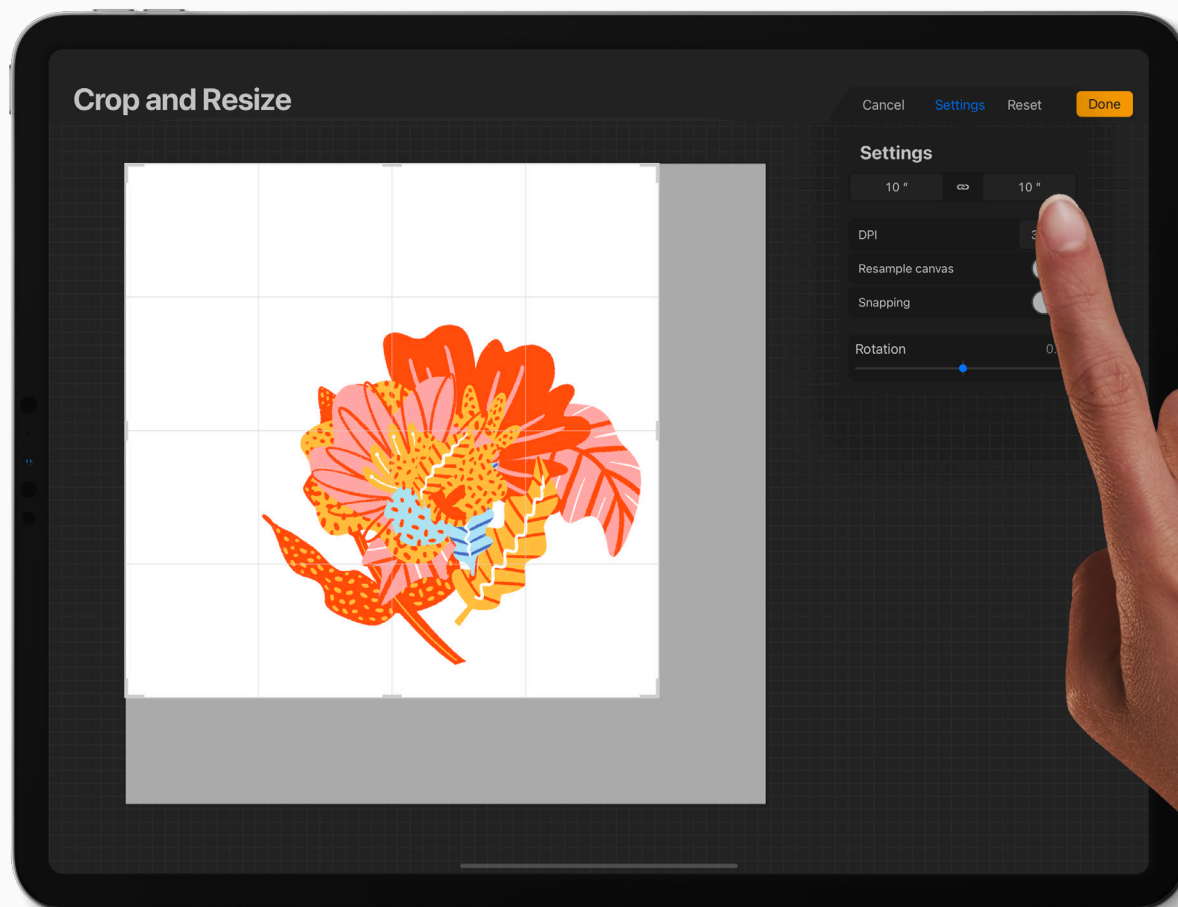 Crop and Resize
Cancel Settings Reset Done
Settings
10 " 10 "
DPI
Resample canvas
Snapping
Rotation